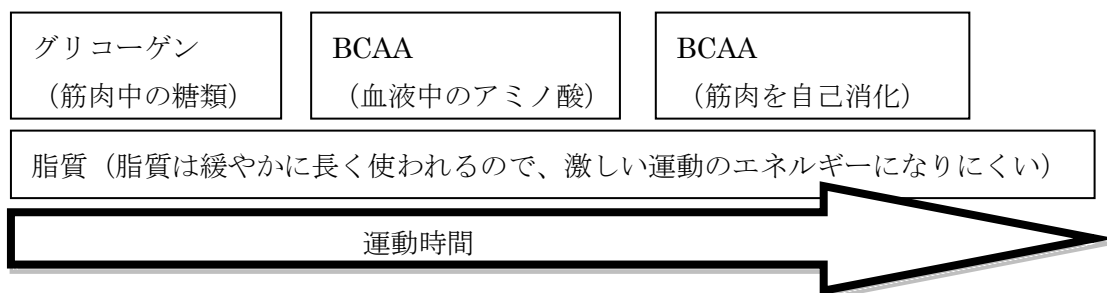 グリコーゲン
（筋肉中の糖類）
BCAA
（血液中のアミノ酸）
BCAA
（筋肉を自己消化）
脂質（脂質は緩やかに長く使われるので、激しい運動のエネルギーになりにくい）
運動時間